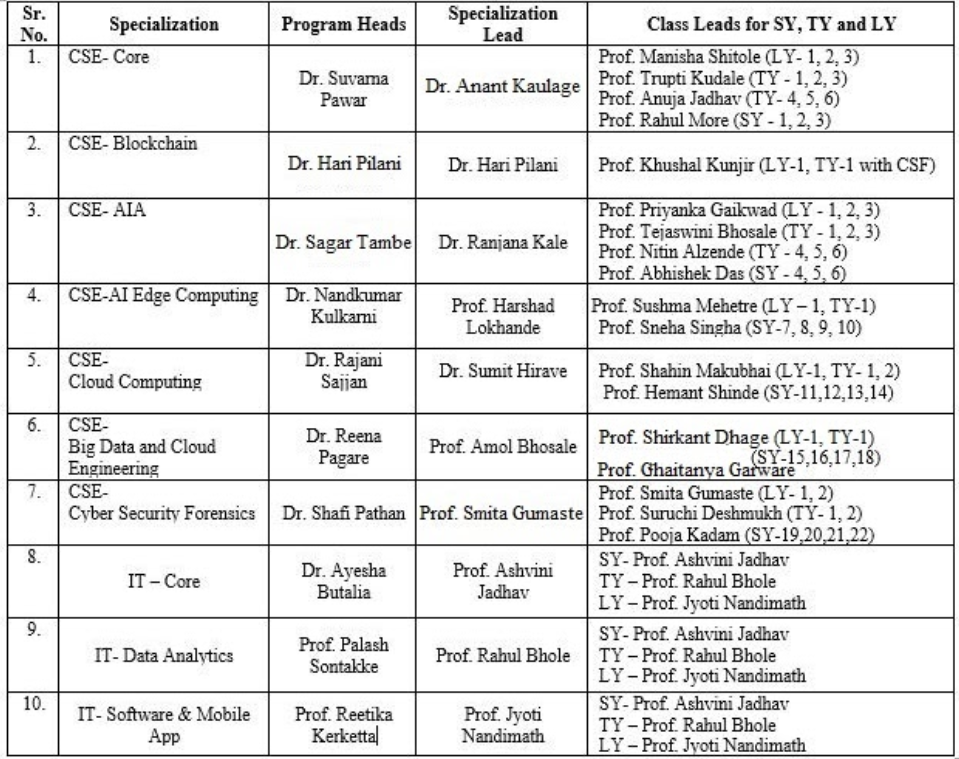 Sr. No. | Specialization | Program Heads | Specialization Lead | Class Leads for SY, TY and LY
1. | CSE- Core | Dr. Suvarna Pawar | Dr. Anant Kaulage | Prof. Manisha Shitole (LY- 1, 2, 3)
Prof. Trupti Kudale (TY - 1, 2, 3)
Prof. Anuja Jadhav (TY- 4, 5, 6)
Prof. Rahul More (SY - 1, 2, 3)
2. | CSE- Blockchain | Dr. Hari Pilani | Dr. Hari Pilani | Prof. Khushal Kunjir (LY-1, TY-1 with CSF)
3. | CSE- AIA | Dr. Sagar Tambe | Dr. Ranjana Kale | Prof. Priyanka Gaikwad (LY - 1, 2, 3)
Prof. Tejaswini Bhosale (TY - 1, 2, 3)
Prof. Nitin Alzende (TY - 4, 5, 6)
Prof. Abhishek Das (SY - 4, 5, 6)
4. | CSE-AI Edge Computing | Dr. Nandkumar Kulkarni | Prof. Harshad Lokhande | Prof. Sushma Mehetre (LY – 1, TY-1)
Prof. Sneha Singha (SY-7, 8, 9, 10)
5. | CSE- Cloud Computing | Dr. Rajani Sajjan | Dr. Sumit Hirave | Prof. Shahin Makubhai (LY-1, TY- 1, 2)
Prof. Hemant Shinde (SY-11,12,13,14)
6. | CSE- Big Data and Cloud Engineering | Dr. Reena Pagare | Prof. Amol Bhosale | Prof. Shirkant Dhage (LY-1, TY-1)
(SY-15,16,17,18)
Prof. Ghaitanya Garware
7. | CSE- Cyber Security Forensics | Dr. Shafi Pathan | Prof. Smita Gumaste | Prof. Smita Gumaste (LY- 1, 2)
Prof. Suruchi Deshmukh (TY- 1, 2)
Prof. Pooja Kadam (SY-19,20,21,22)
8. | IT – Core | Dr. Ayesha Butalia | Prof. Ashvini Jadhav | SY- Prof. Ashvini Jadhav
TY – Prof. Rahul Bhole
LY – Prof. Jyoti Nandimath
9. | IT- Data Analytics | Prof. Palash Sontakke | Prof. Rahul Bhole | SY- Prof. Ashvini Jadhav
TY – Prof. Rahul Bhole
LY – Prof. Jyoti Nandimath
10. | IT- Software & Mobile App | Prof. Reetika Kerketta | Prof. Jyoti Nandimath | SY- Prof. Ashvini Jadhav
TY – Prof. Rahul Bhole
LY – Prof. Jyoti Nandimath